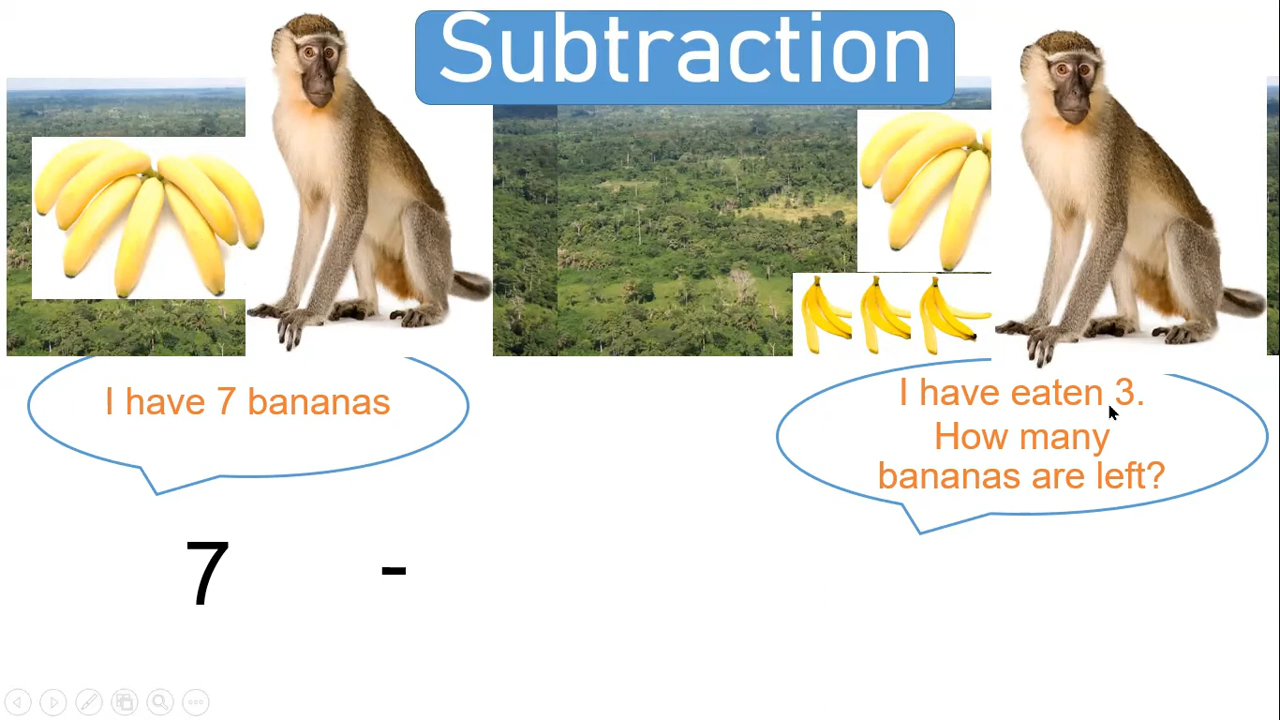 Subtraction
I have 7 bananas
I have eaten 3.
How many
bananas are left?
7 -